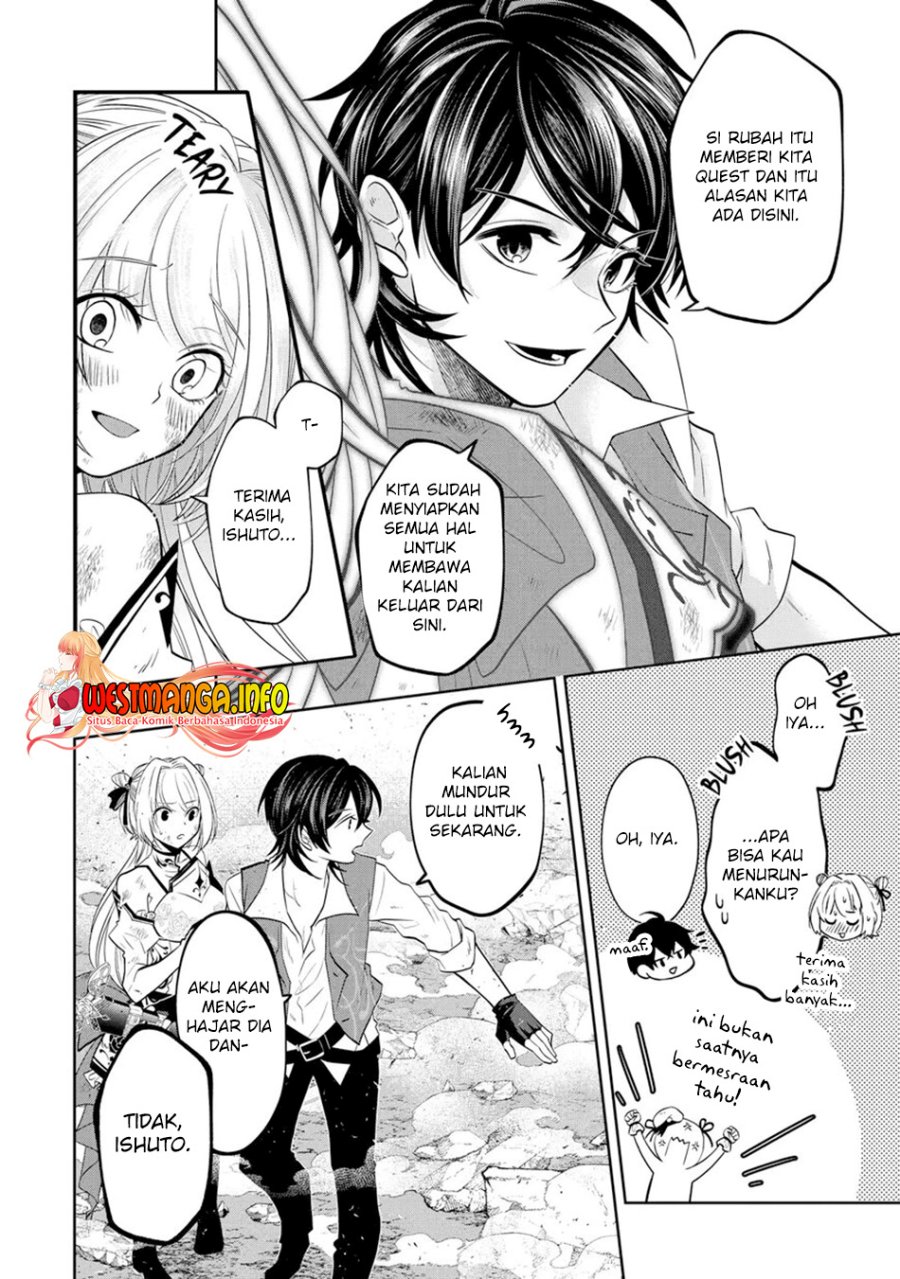 SI RUBAH ITU
MEMBERI KITA
QUEST DAN ITU
ALASAN KITA
ADA DISINI.
TEARY
T-
TERIMA
KASIH,
ISHUTO...
KITA SUDAH
MENYIAPKAN
SEMUA HAL
UNTUK
MEMBAWA
KALIAN
KELUAR DARI
SINI.
WESTMANGA.INFO
Situs Baca Komik Berbahasa Indonesia
BLUSH
BLUSH
OH
IYA...
...APA
BISA KAU
MENURUN-
KANKU?
OH, IYA.
maaf.
terima
kasih
banyak...
ini bukan
saatnya
bermesraan
tahu!
KALIAN
MUNDUR
DULU UNTUK
SEKARANG.
AKU AKAN
MENG-
HAJAR DIA
DAN-
TIDAK,
ISHUTO.